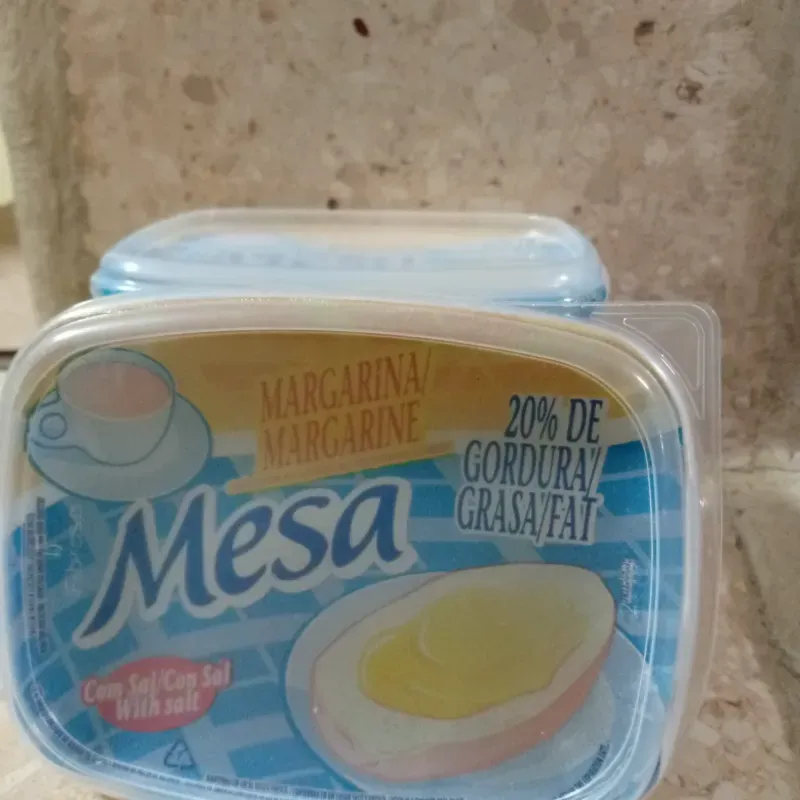 MARGARINA/
MARGARINE
20% DE
GORDURA/
GRASA/FAT
Mesa
Com Sal/Con Sal
With salt